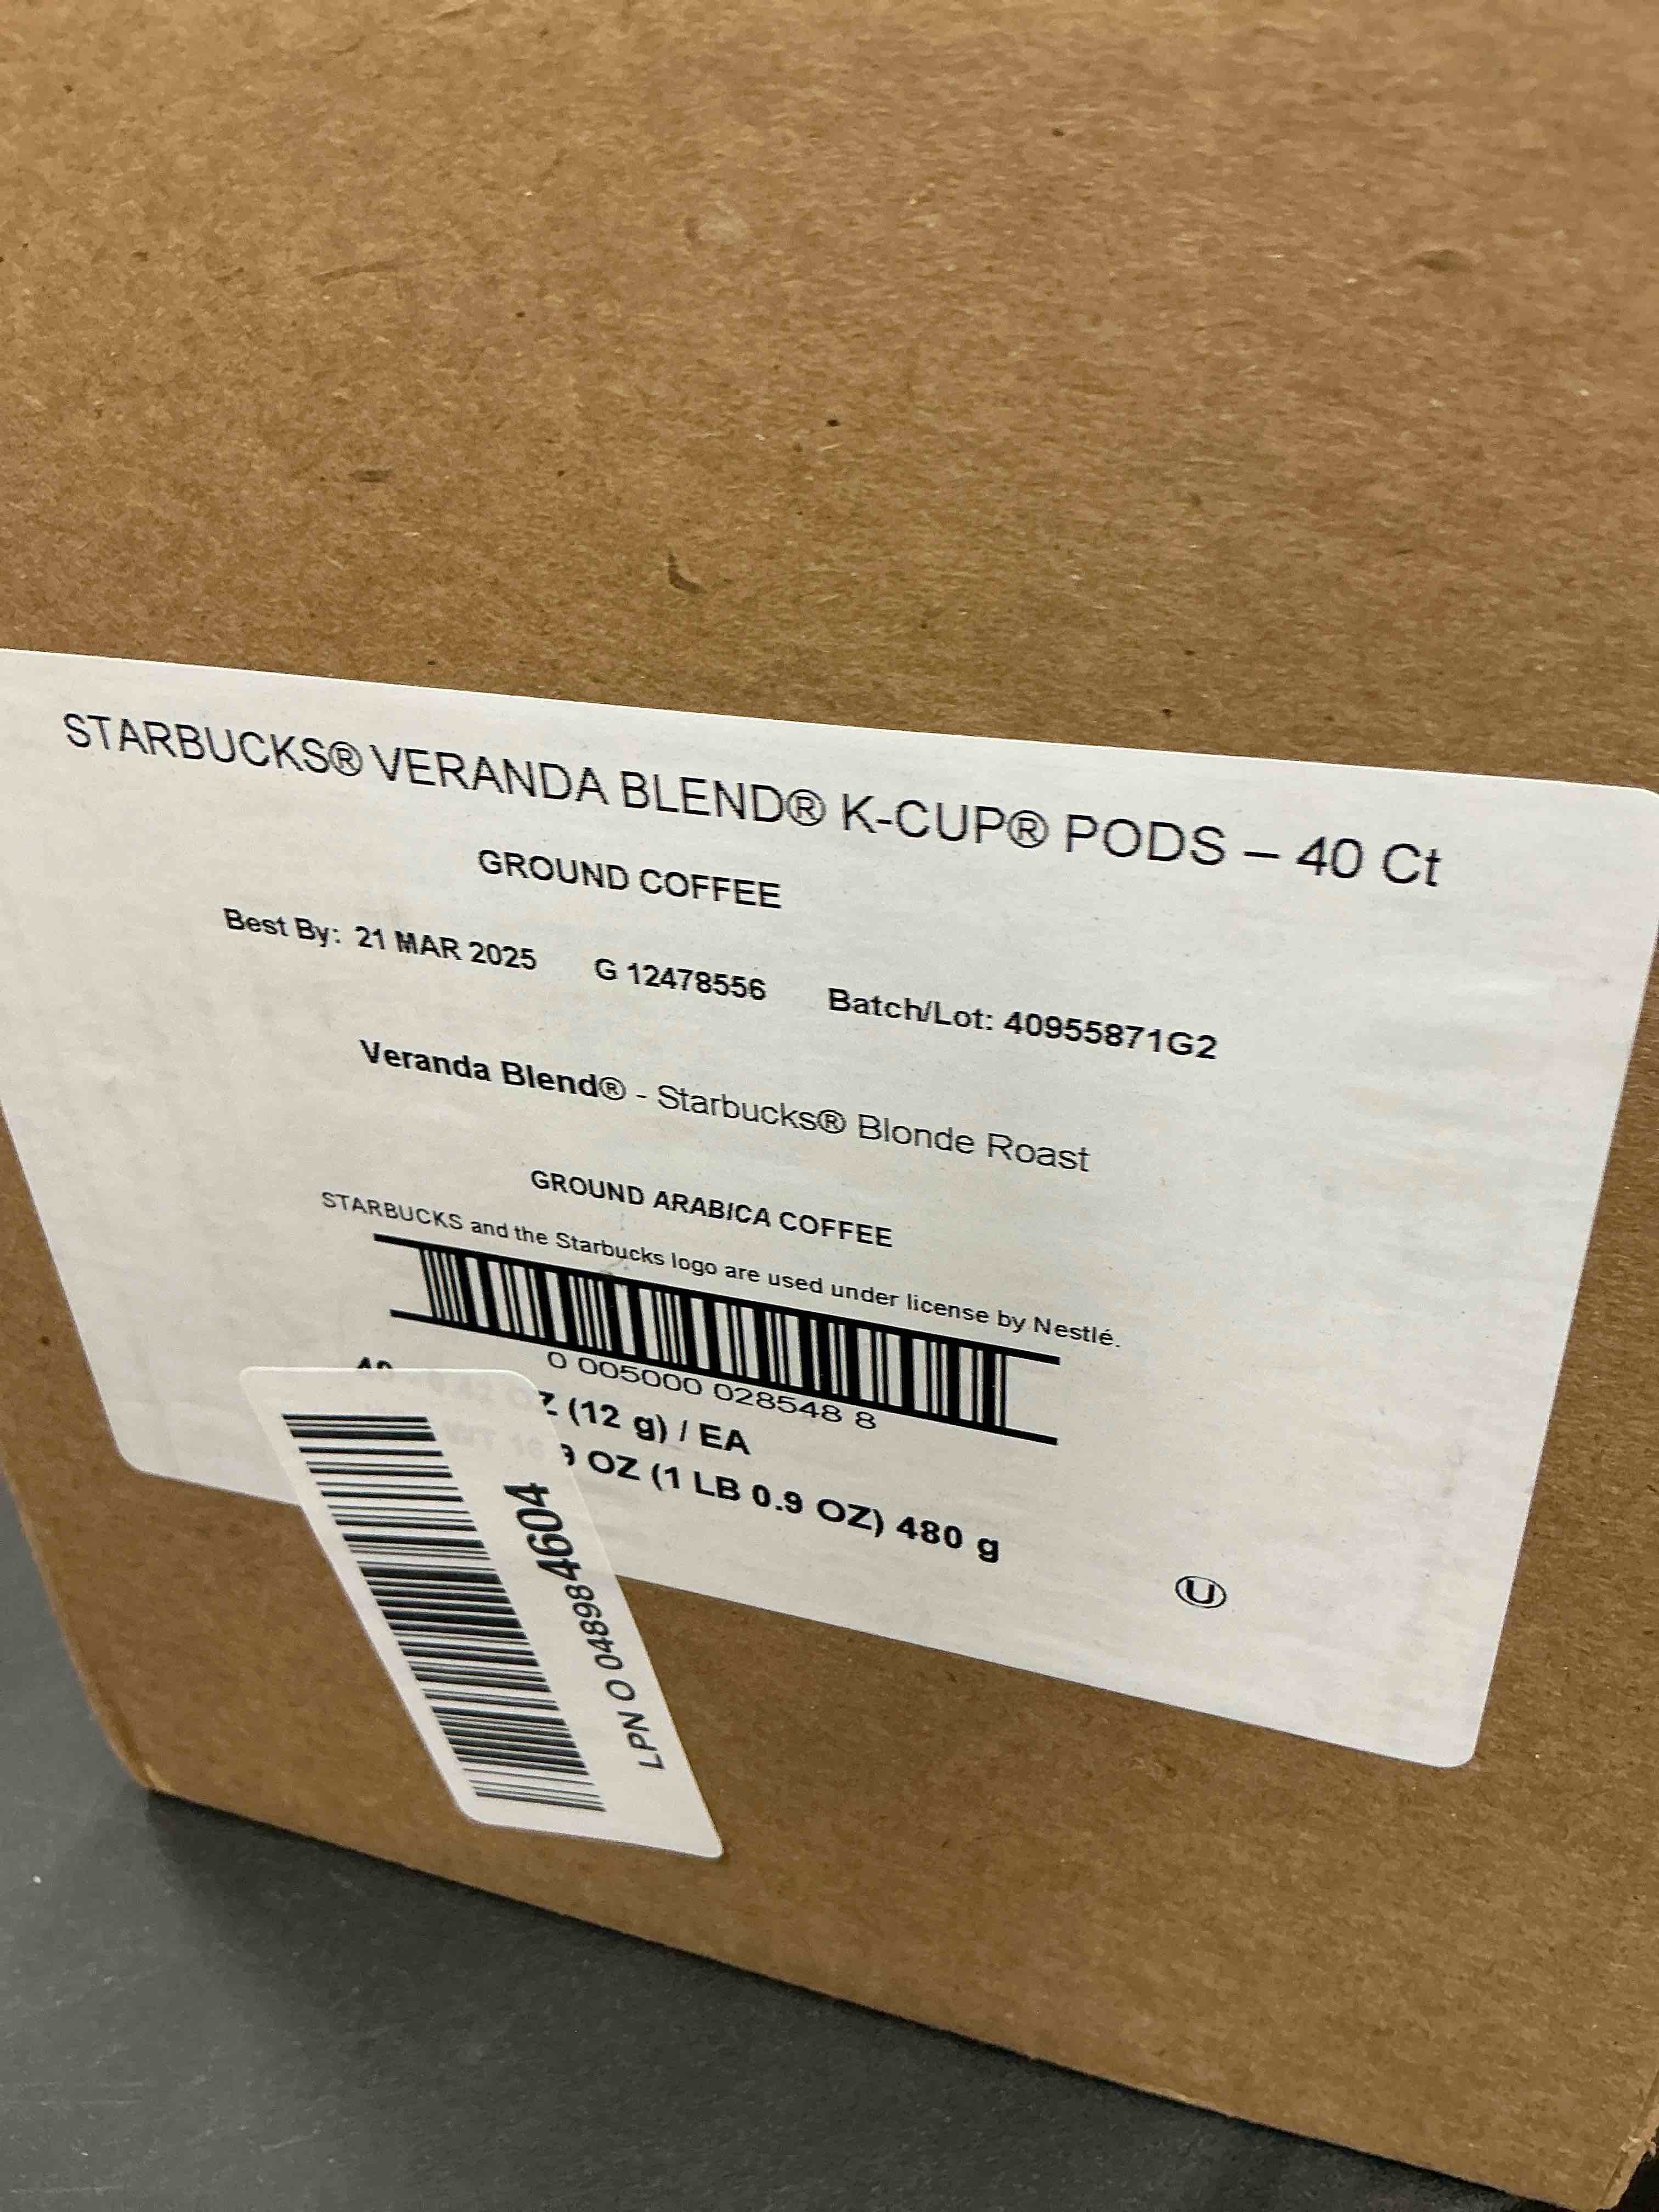 STARBUCKS® VERANDA BLEND® K-CUP® PODS – 40 Ct
GROUND COFFEE
Best By: 21 MAR 2025 G 12478556 Batch/Lot: 40955871G2
Veranda Blend® - Starbucks® Blonde Roast
GROUND ARABICA COFFEE
STARBUCKS and the Starbucks logo are used under license by Nestlé.
0 005000 028548 8
(12 g) / EA
OZ (1 LB 0.9 OZ) 480 g
U
LPN O 048984604